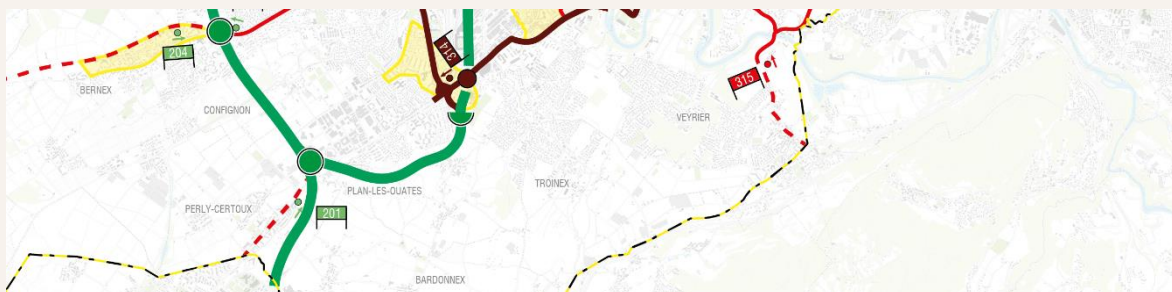 204
314
315
BERNEX
CONFIGNON
VEYRIER
TROINEX
PLAN-LES-OUATES
PERLY-CERTOUX
201
BARDONNEX